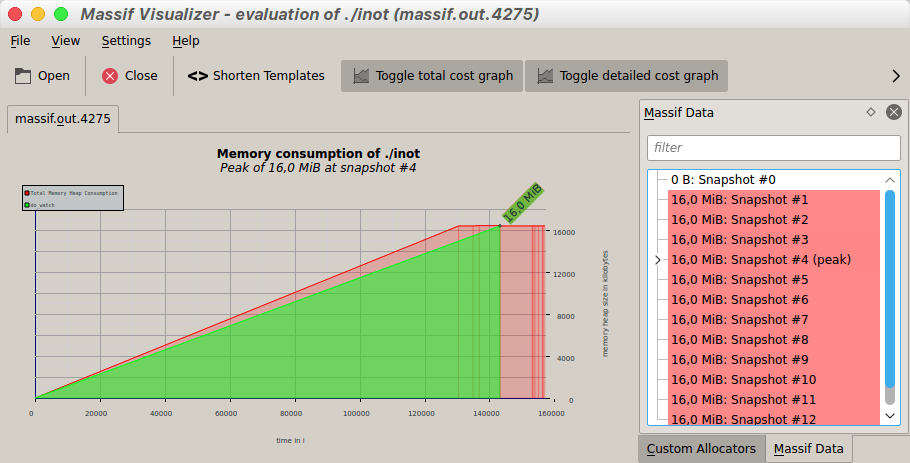 Massif Visualizer - evaluation of ./inot (massif.out.4275)
File View Settings Help
Open Close <> Shorten Templates Toggle total cost graph Toggle detailed cost graph
massif.out.4275
Memory consumption of ./inot
Peak of 16,0 MiB at snapshot #4
Total Memory Heap Consumption
do_watch
16,0 MiB
16000
12000
8000
4000
0
memory heap size in kilobytes
0 20000 40000 60000 80000 100000 120000 140000 160000
time in i
Massif Data
filter
0 B: Snapshot #0
16,0 MiB: Snapshot #1
16,0 MiB: Snapshot #2
16,0 MiB: Snapshot #3
16,0 MiB: Snapshot #4 (peak)
16,0 MiB: Snapshot #5
16,0 MiB: Snapshot #6
16,0 MiB: Snapshot #7
16,0 MiB: Snapshot #8
16,0 MiB: Snapshot #9
16,0 MiB: Snapshot #10
16,0 MiB: Snapshot #11
16,0 MiB: Snapshot #12
Custom Allocators Massif Data